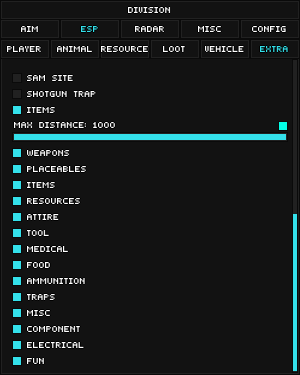 DIVISION
AIM ESP RADAR MISC CONFIG
PLAYER ANIMAL RESOURCE LOOT VEHICLE EXTRA
SAM SITE
SHOTGUN TRAP
ITEMS
MAX DISTANCE: 1000
WEAPONS
PLACEABLES
ITEMS
RESOURCES
ATTIRE
TOOL
MEDICAL
FOOD
AMMUNITION
TRAPS
MISC
COMPONENT
ELECTRICAL
FUN